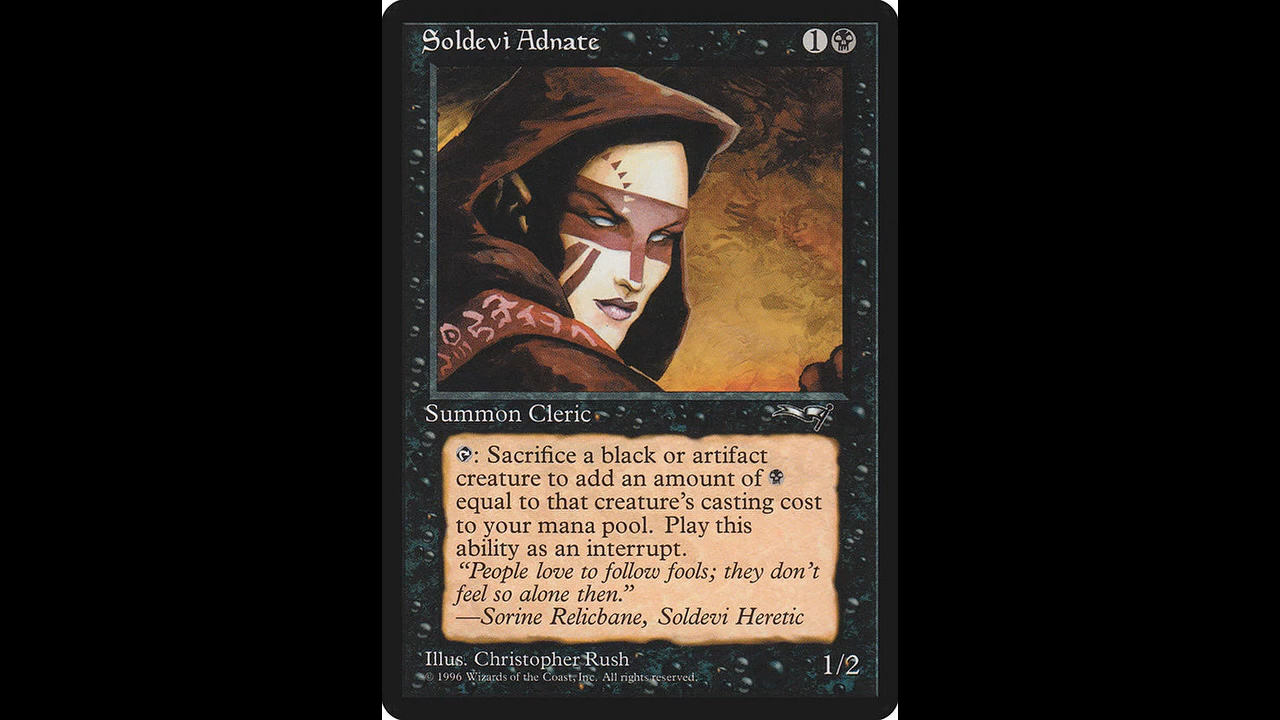 Soldevi Adnate
1
Summon Cleric
: Sacrifice a black or artifact
creature to add an amount of
equal to that creature's casting cost
to your mana pool. Play this
ability as an interrupt.
"People love to follow fools; they don't
feel so alone then."
—Sorine Relicbane, Soldevi Heretic
Illus. Christopher Rush
1/2
© 1996 Wizards of the Coast, Inc. All rights reserved.